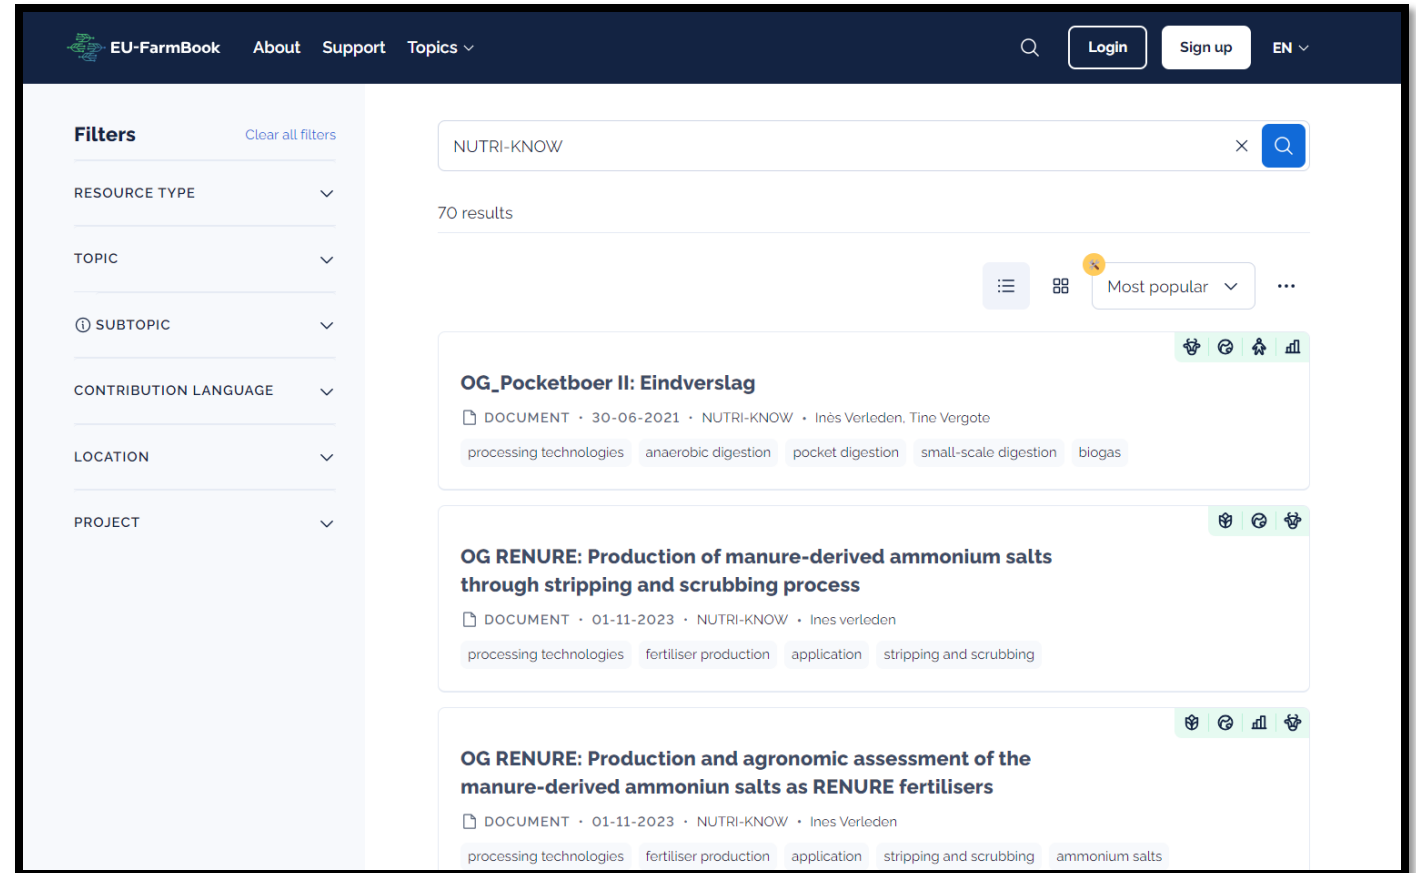 EU-FarmBook About Support Topics Login Sign up EN
Filters Clear all filters
RESOURCE TYPE
TOPIC
SUBTOPIC
CONTRIBUTION LANGUAGE
LOCATION
PROJECT
NUTRI-KNOW
70 results
Most popular
OG_Pocketboer II: Eindverslag
DOCUMENT • 30-06-2021 • NUTRI-KNOW • Inès Verleden, Tine Vergote
processing technologies anaerobic digestion pocket digestion small-scale digestion biogas
OG RENURE: Production of manure-derived ammonium salts
through stripping and scrubbing process
DOCUMENT • 01-11-2023 • NUTRI-KNOW • Ines verleden
processing technologies fertiliser production application stripping and scrubbing
OG RENURE: Production and agronomic assessment of the
manure-derived ammoniun salts as RENURE fertilisers
DOCUMENT • 01-11-2023 • NUTRI-KNOW • Ines Verleden
processing technologies fertiliser production application stripping and scrubbing ammonium salts